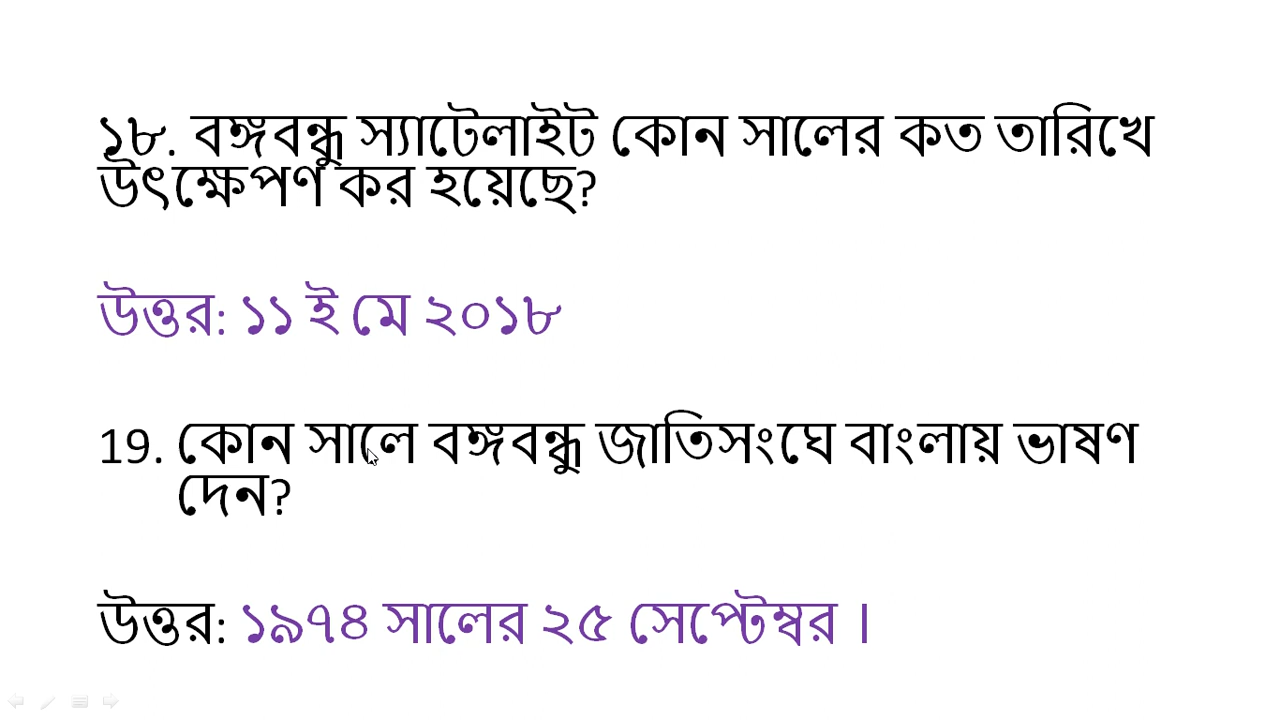 ১৮. বঙ্গবন্ধু স্যাটেলাইট কোন সালের কত তারিখে
উৎক্ষেপণ কর হয়েছে?
উত্তর: ১১ ই মে ২০১৮
19. কোন সালে বঙ্গবন্ধু জাতিসংঘে বাংলায় ভাষণ
দেন?
উত্তর: ১৯৭৪ সালের ২৫ সেপ্টেম্বর ।